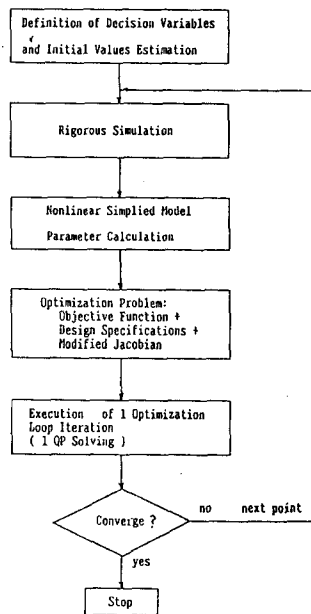 Definition of Decision Variables
and Initial Values Estimation
Rigorous Simulation
Nonlinear Simplied Model
Parameter Calculation
Optimization Problem:
Objective Function +
Design Specifications +
Modified Jacobian
Execution of 1 Optimization
Loop Iteration
( 1 QP Solving )
Converge ?
no next point
yes
Stop